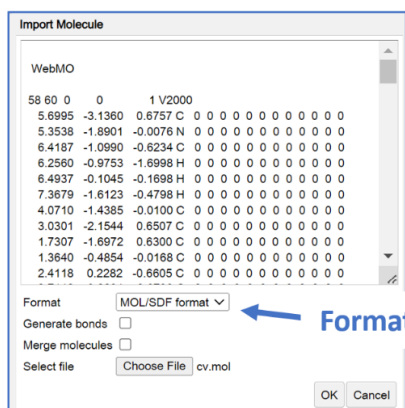 Import Molecule
WebMO
58 60 0 0 1 V2000
5.6995 -3.1360 0.6757 C 0 0 0 0 0 0 0 0 0 0 0 0
5.3538 -1.8901 -0.0076 N 0 0 0 0 0 0 0 0 0 0 0 0
6.4187 -1.0990 -0.6234 C 0 0 0 0 0 0 0 0 0 0 0 0
6.2560 -0.9753 -1.6998 H 0 0 0 0 0 0 0 0 0 0 0 0
6.4937 -0.1045 -0.1698 H 0 0 0 0 0 0 0 0 0 0 0 0
7.3679 -1.6123 -0.4798 H 0 0 0 0 0 0 0 0 0 0 0 0
4.0710 -1.4385 -0.0100 C 0 0 0 0 0 0 0 0 0 0 0 0
3.0301 -2.1544 0.6507 C 0 0 0 0 0 0 0 0 0 0 0 0
1.7307 -1.6972 0.6300 C 0 0 0 0 0 0 0 0 0 0 0 0
1.3640 -0.4854 -0.0168 C 0 0 0 0 0 0 0 0 0 0 0 0
2.4118 0.2282 -0.6605 C 0 0 0 0 0 0 0 0 0 0 0 0
Format MOL/SDF format
Format
Generate bonds
Merge molecules
Select file Choose File cv.mol
OK Cancel